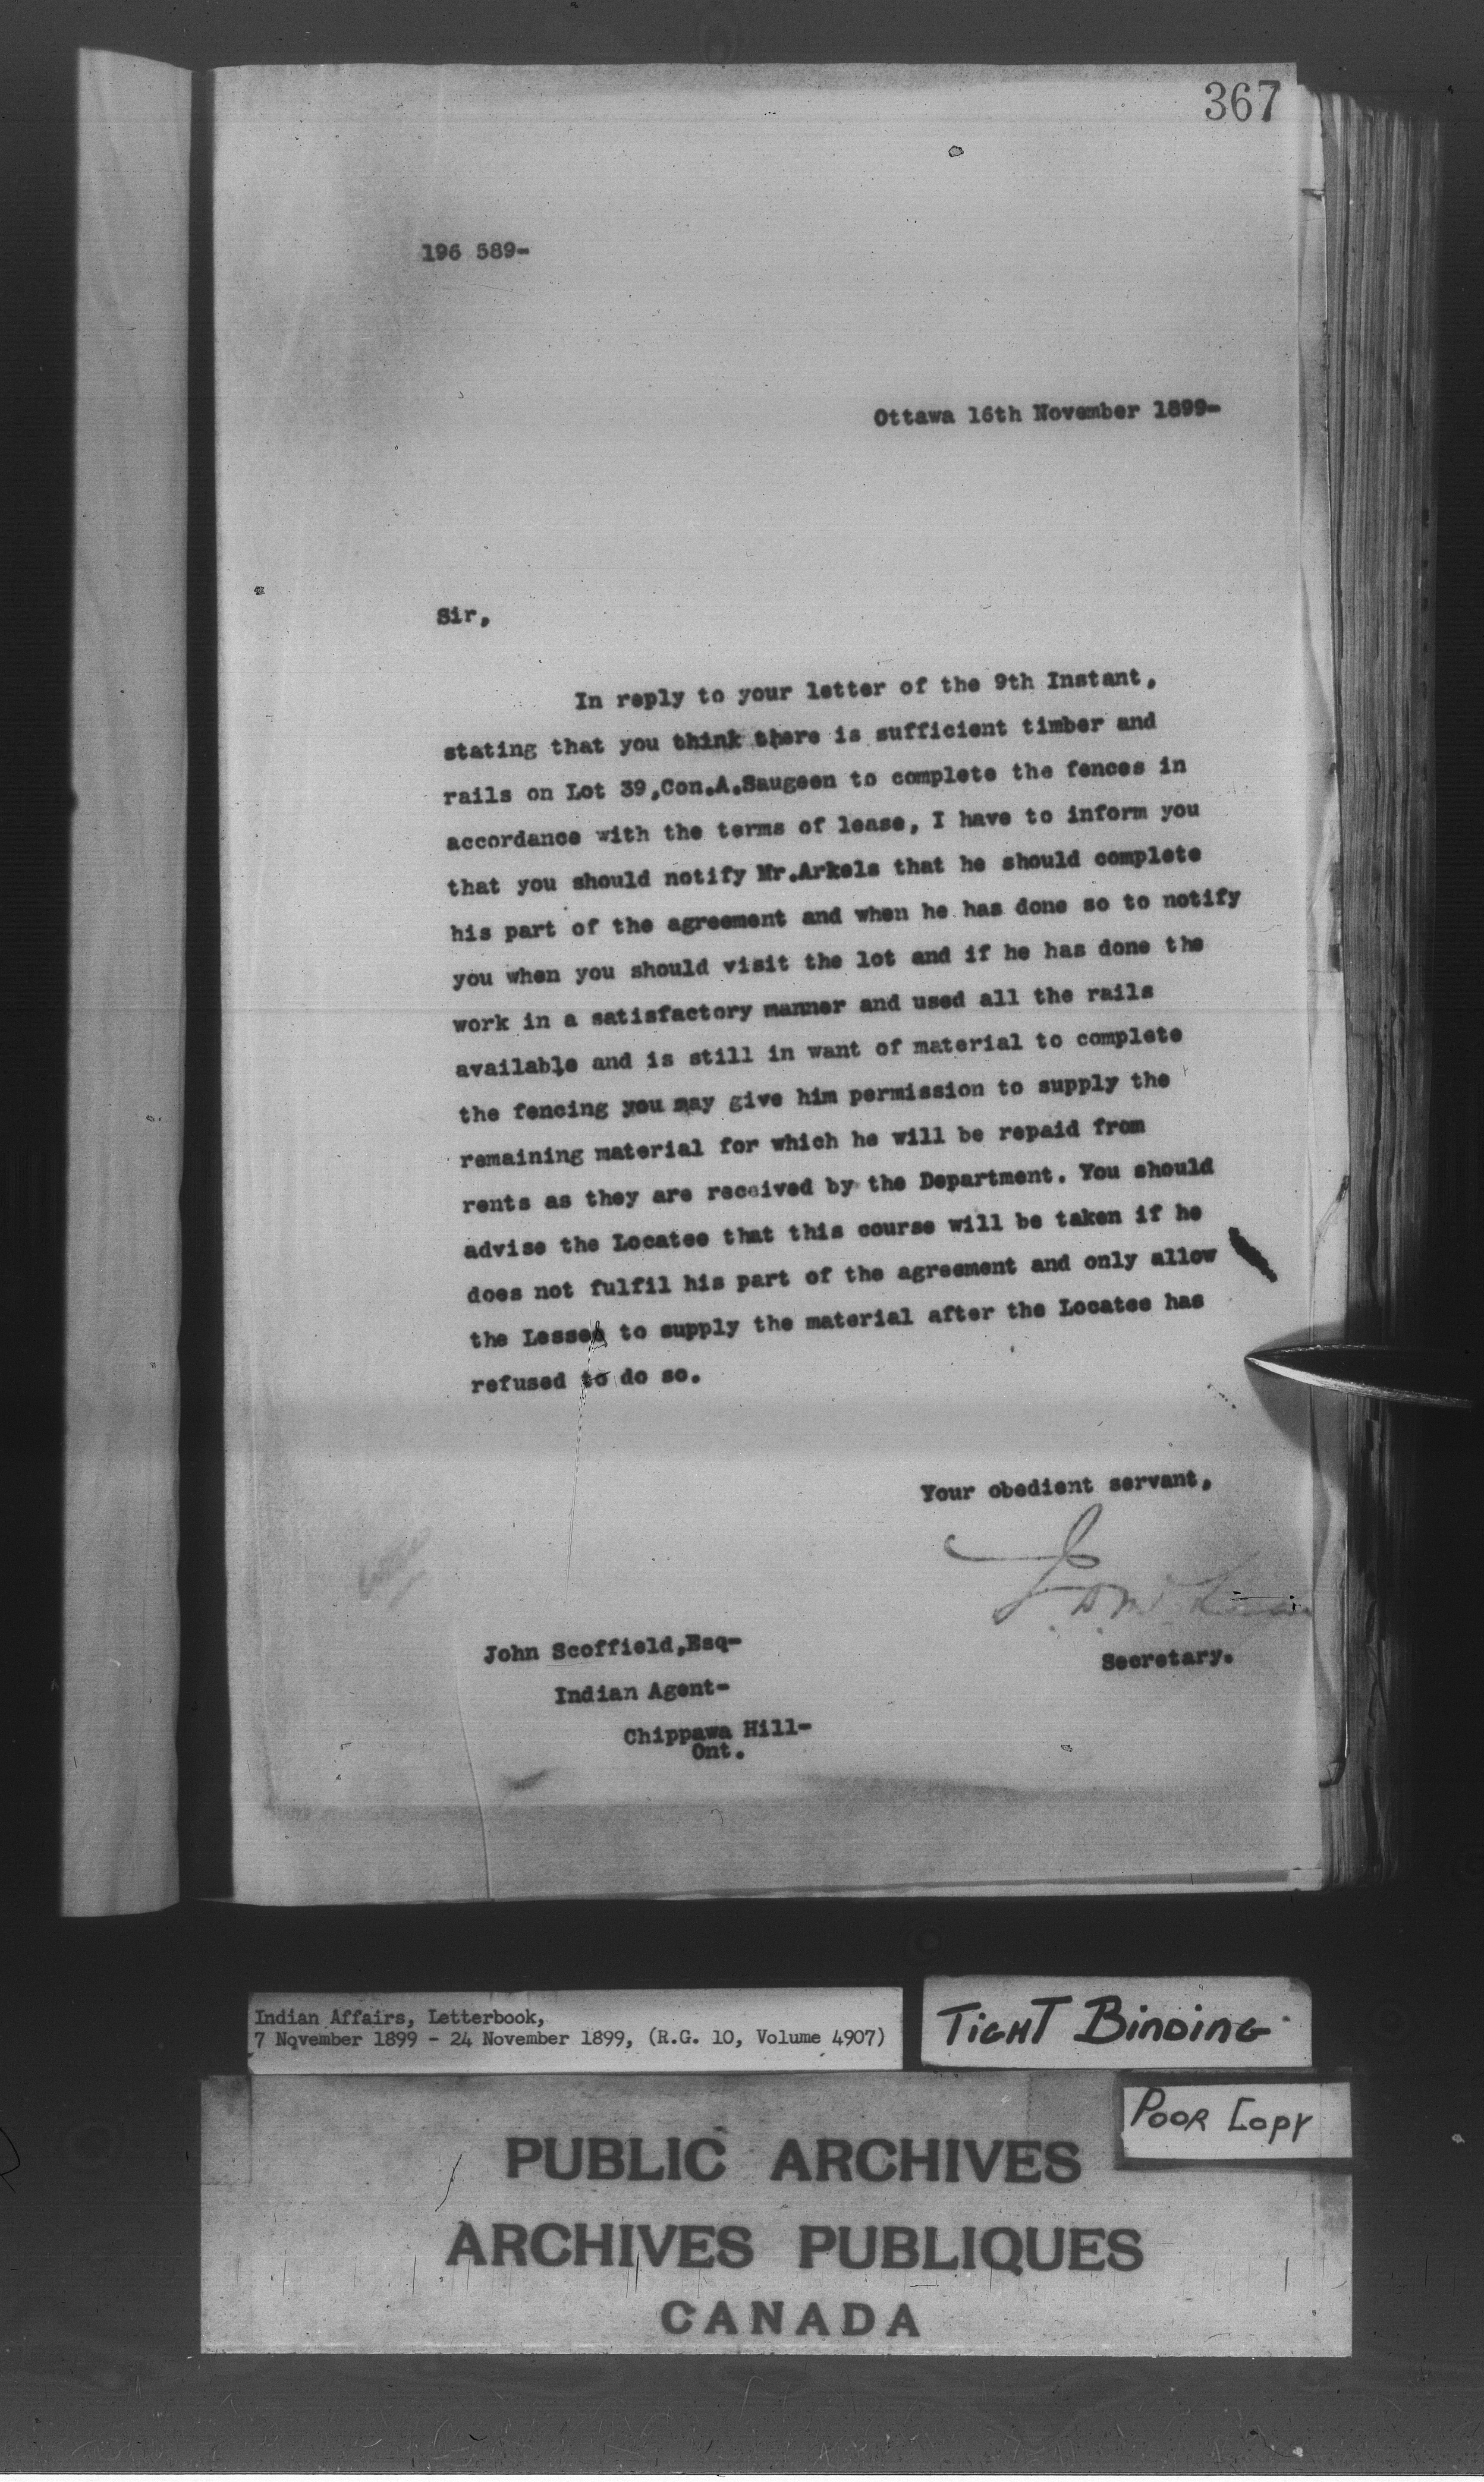 367
196 589-
Ottawa 16th November 1899-
Sir,
In reply to your letter of the 9th Instant,
stating that you think there is sufficient timber and
rails on Lot 39,Con.A.Saugeen to complete the fences in
accordance with the terms of lease, I have to inform you
that you should notify Mr.Arkels that he should complete
his part of the agreement and when he has done so to notify
you when you should visit the lot and if he has done the
work in a satisfactory manner and used all the rails
available and is still in want of material to complete
the fencing you may give him permission to supply the
remaining material for which he will be repaid from
rents as they are received by the Department. You should
advise the Locatee that this course will be taken if he
does not fulfil his part of the agreement and only allow
the Lessee to supply the material after the Locatee has
refused to do so.
Your obedient servant,
Secretary.
John Scoffield,Esq-
Indian Agent-
Chippawa Hill-
Ont.
Indian Affairs, Letterbook,
7 November 1899 - 24 November 1899, (R.G. 10, Volume 4907)
TIGHT BINDING
POOR COPY
PUBLIC ARCHIVES
ARCHIVES PUBLIQUES
CANADA